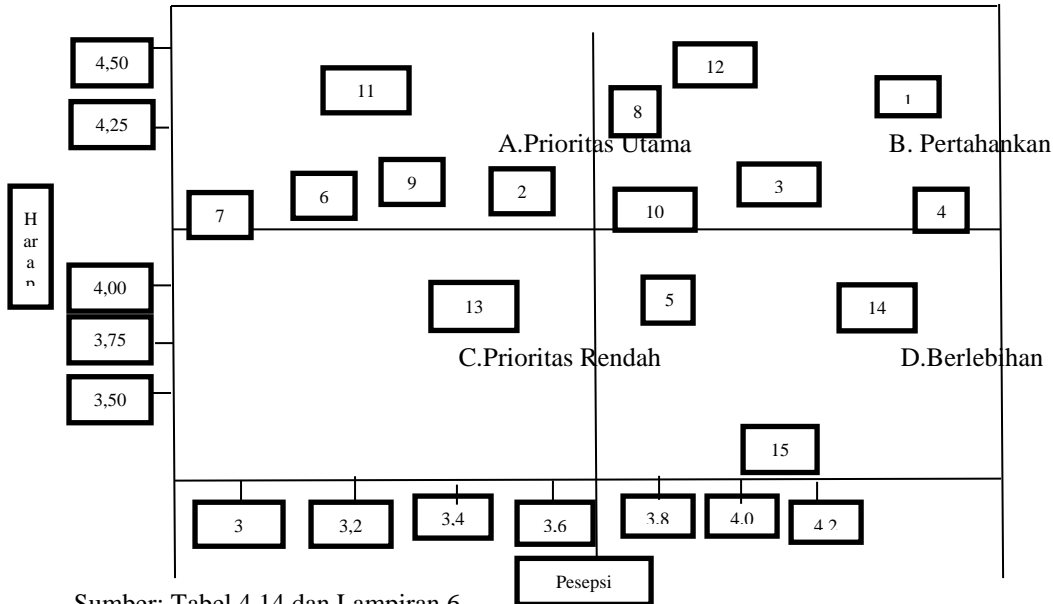 4,50
12
11
1
8
4,25
A.Prioritas Utama
B. Pertahankan
9
3
6
2
7
10
4
H
ar
a
n
4,00
5
13
14
3,75
C.Prioritas Rendah
D.Berlebihan
3,50
15
3
3,2
3,4
3,6
3,8
4,0
4,2
Pesepsi
Sumber: Tabel 4.14 dan Lampiran 6